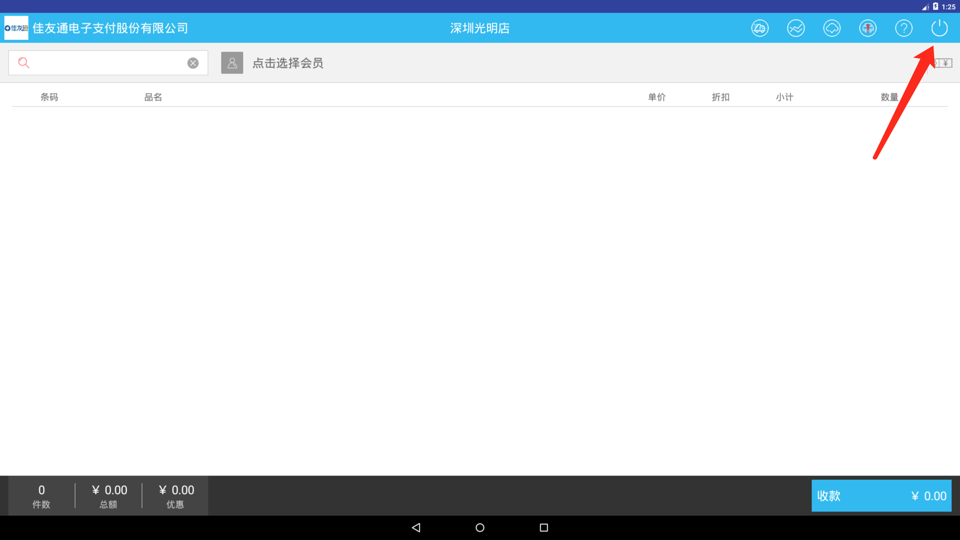 1:25
佳友通
佳友通电子支付股份有限公司
深圳光明店
?
点击选择会员
¥
条码 品名 单价 折扣 小计 数量
0 ¥ 0.00 ¥ 0.00
件数 总额 优惠
收款 ¥ 0.00